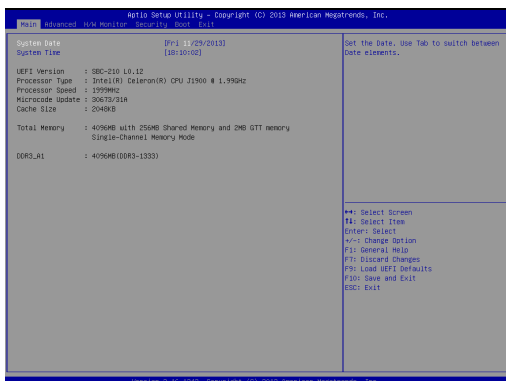 Aptio Setup Utility – Copyright (C) 2013 American Megatrends, Inc.
Main Advanced H/W Monitor Security Boot Exit
System Date [Fri 11/29/2013]
System Time [18:10:02]
UEFI Version : SBC-210 L0.12
Processor Type : Intel(R) Celeron(R) CPU J1900 @ 1.99GHz
Processor Speed : 1999MHz
Microcode Update : 30673/31A
Cache Size : 2048KB
Total Memory : 4096MB with 256MB Shared Memory and 2MB GTT memory
Single-Channel Memory Mode
DDR3_A1 : 4096MB(DDR3-1333)
Set the Date. Use Tab to switch between
Date elements.
→←: Select Screen
↑↓: Select Item
Enter: Select
+/-: Change Option
F1: General Help
F7: Discard Changes
F9: Load UEFI Defaults
F10: Save and Exit
ESC: Exit